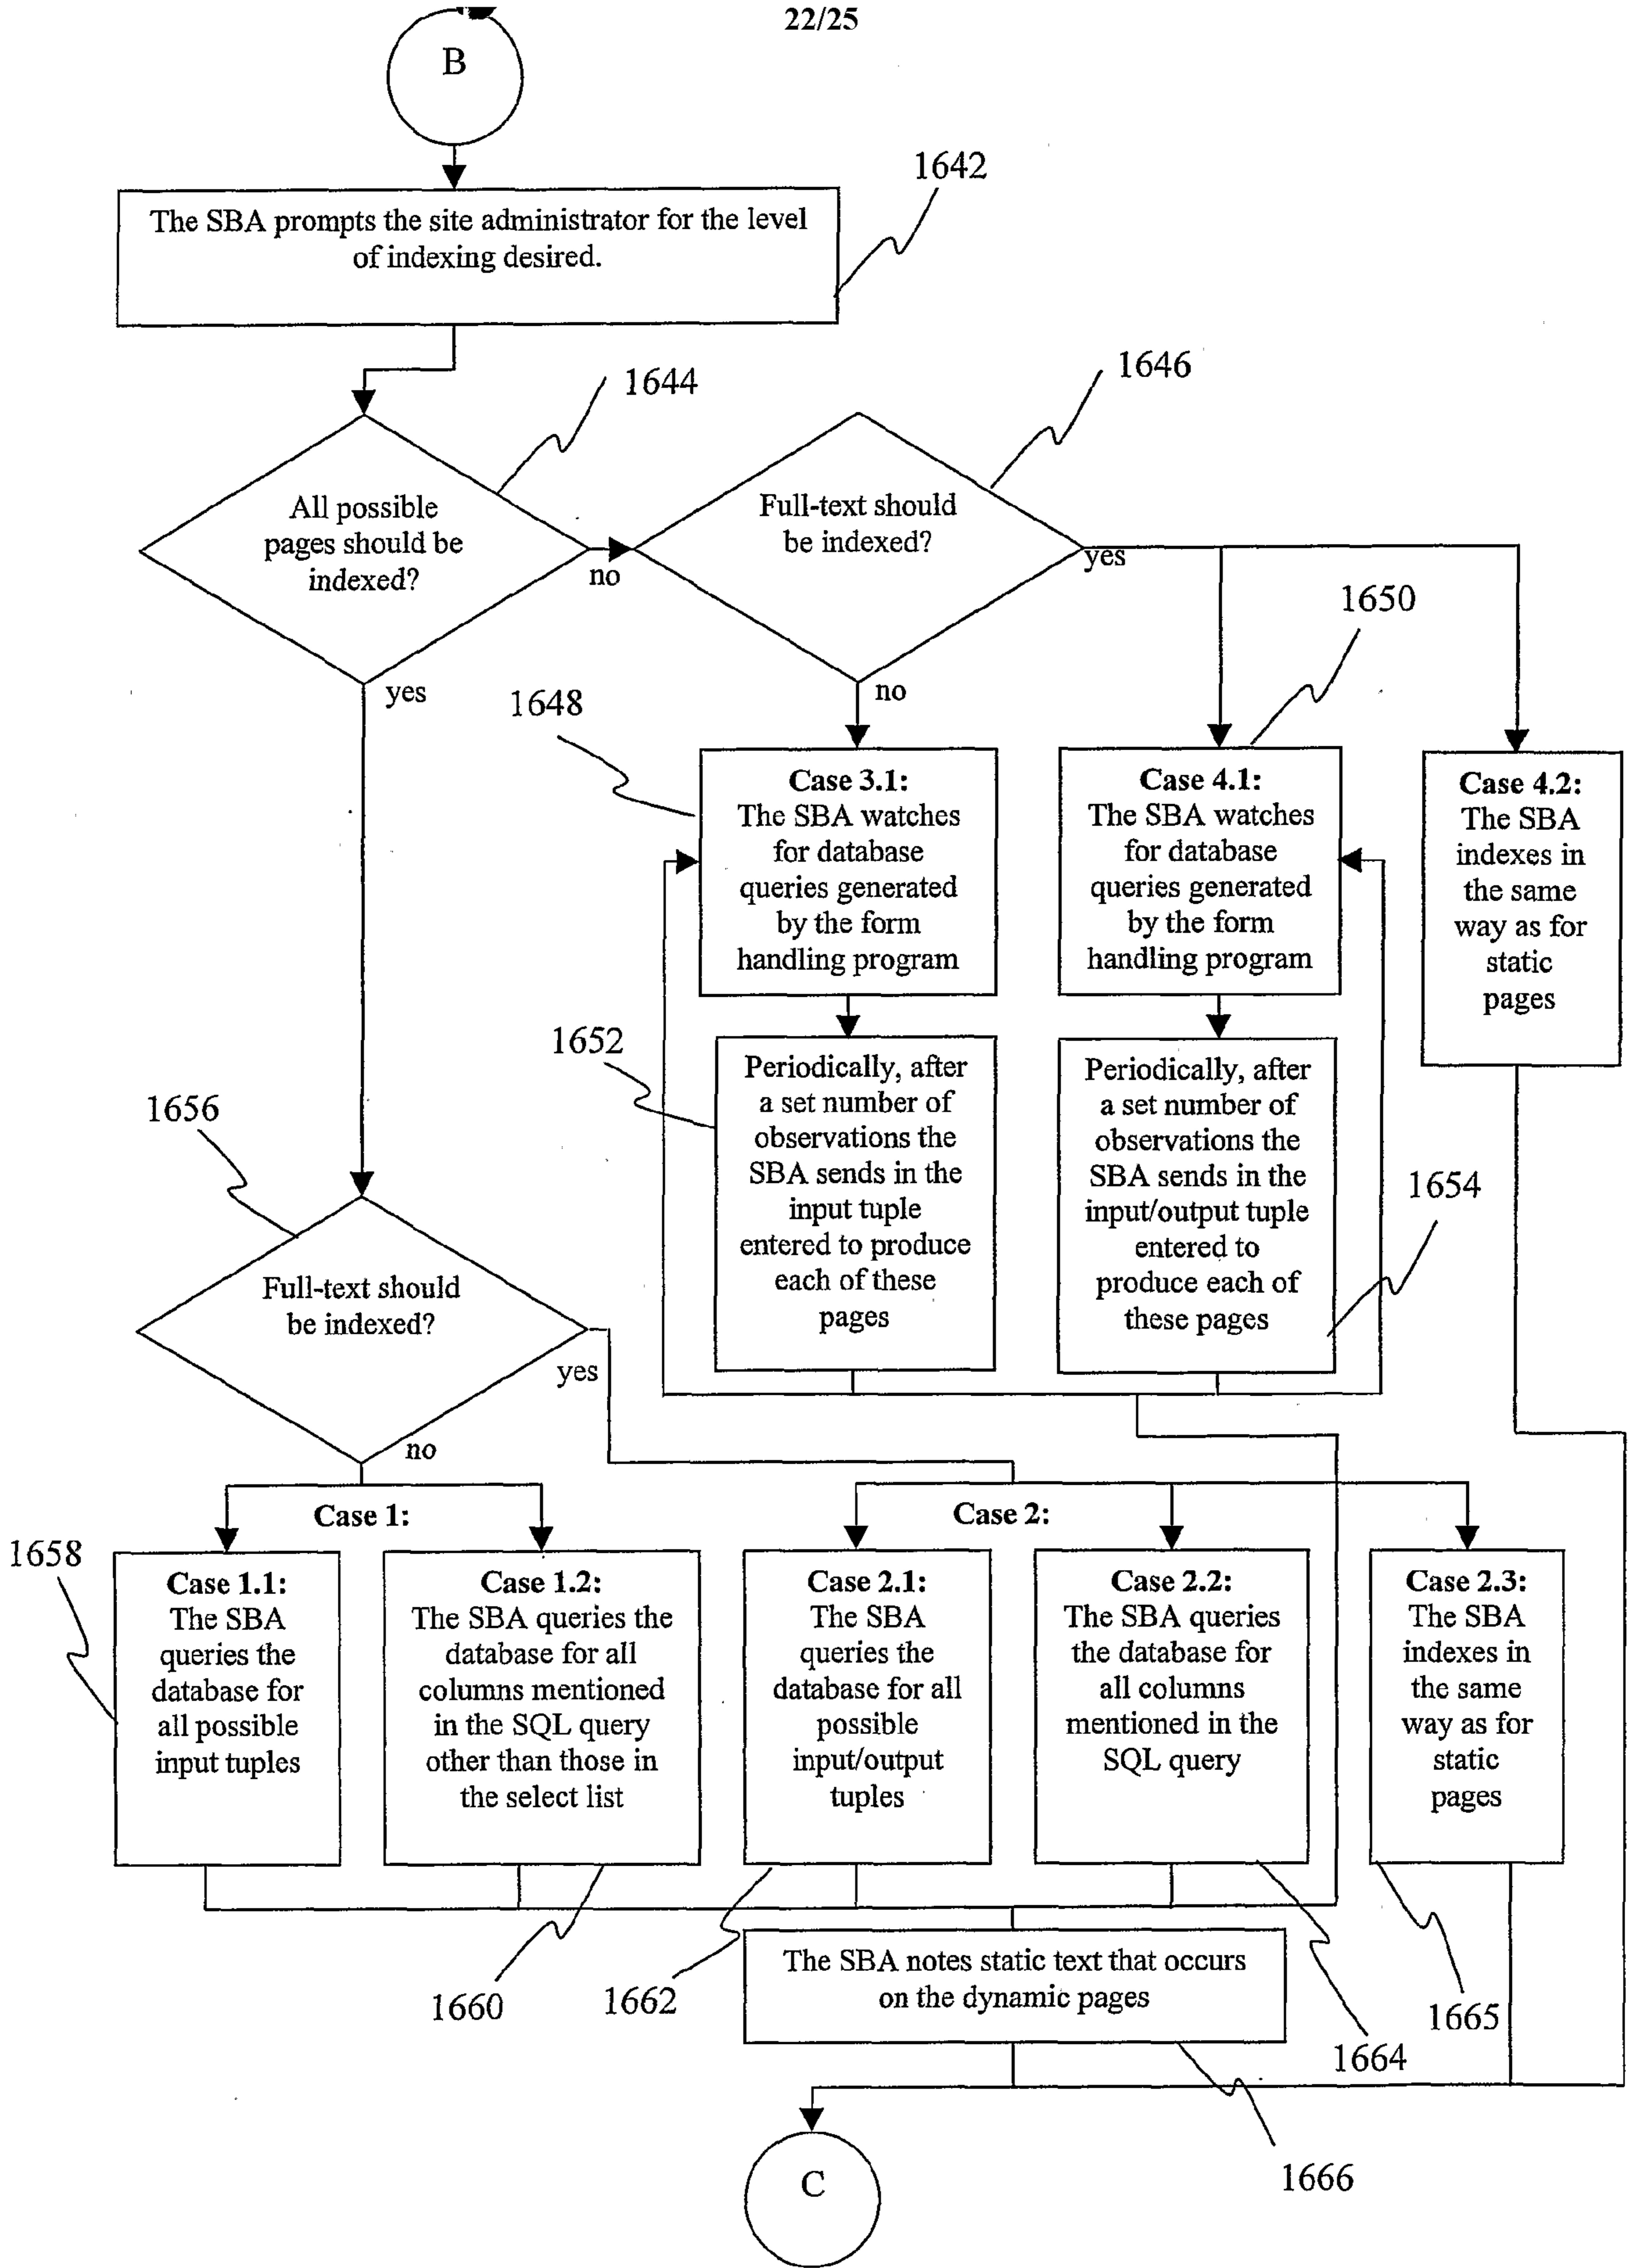 22/25
B
1642
The SBA prompts the site administrator for the level
of indexing desired.
1644
1646
All possible
pages should be
indexed?
no
yes
Full-text should
be indexed?
yes
no
1648
1650
Case 3.1:
The SBA watches
for database
queries generated
by the form
handling program
Case 4.1:
The SBA watches
for database
queries generated
by the form
handling program
Case 4.2:
The SBA
indexes in
the same
way as for
static
pages
1652
Periodically, after
a set number of
observations the
SBA sends in the
input tuple
entered to produce
each of these
pages
Periodically, after
a set number of
observations the
SBA sends in the
input/output tuple
entered to
produce each of
these pages
1654
1656
Full-text should
be indexed?
yes
no
Case 1:
Case 2:
1658
Case 1.1:
The SBA
queries the
database for
all possible
input tuples
Case 1.2:
The SBA queries the
database for all
columns mentioned
in the SQL query
other than those in
the select list
Case 2.1:
The SBA
queries the
database for all
possible
input/output
tuples
Case 2.2:
The SBA queries
the database for
all columns
mentioned in the
SQL query
Case 2.3:
The SBA
indexes in
the same
way as for
static
pages
1660
1662
The SBA notes static text that occurs
on the dynamic pages
1664
1665
1666
C